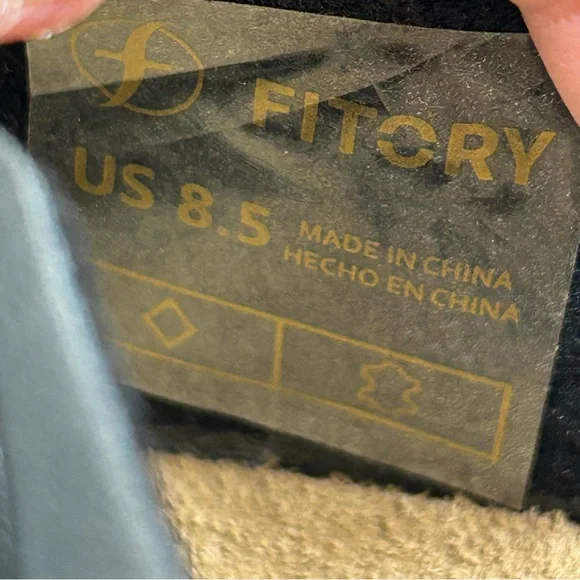 FITORY
US 8.5
MADE IN CHINA
HECHO EN CHINA